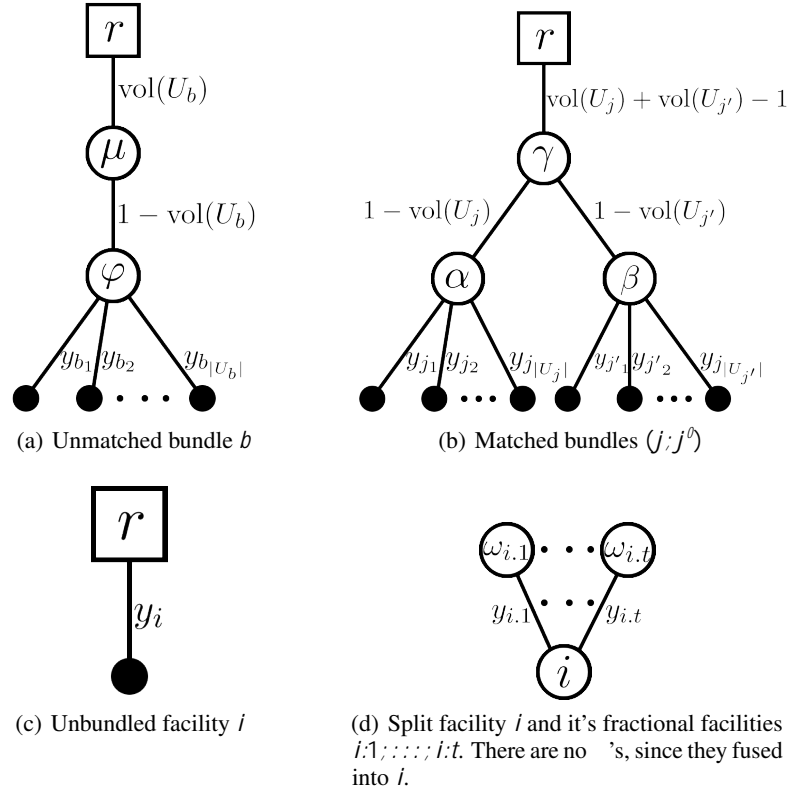 r
vol(U_b)
μ
1 − vol(U_b)
φ
y_{b_1} y_{b_2} y_{b_{|U_b|}}
(a) Unmatched bundle b
r
vol(U_j) + vol(U_{j'}) − 1
γ
1 − vol(U_j) 1 − vol(U_{j'})
α β
y_{j_1} y_{j_2} y_{j_{|U_j|}} y_{j'_1} y_{j'_2} y_{j_{|U_{j'}|}}
(b) Matched bundles (j; j^0)
r
y_i
(c) Unbundled facility i
ω_{i.1} · · · ω_{i.t}
y_{i.1} · · · y_{i.t}
i
(d) Split facility i and it's fractional facilities
i:1; : : : ; i:t. There are no 's, since they fused
into i.